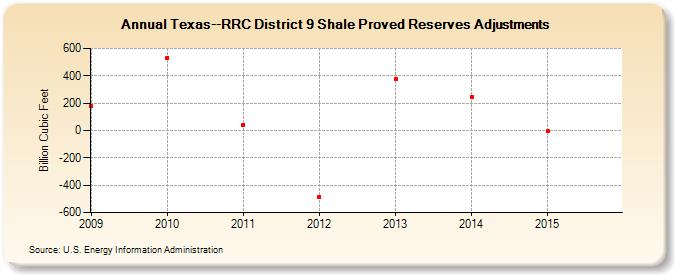 Annual Texas--RRC District 9 Shale Proved Reserves Adjustments
Billion Cubic Feet
600
400
200
0
-200
-400
-600
2009 2010 2011 2012 2013 2014 2015
Source: U.S. Energy Information Administration